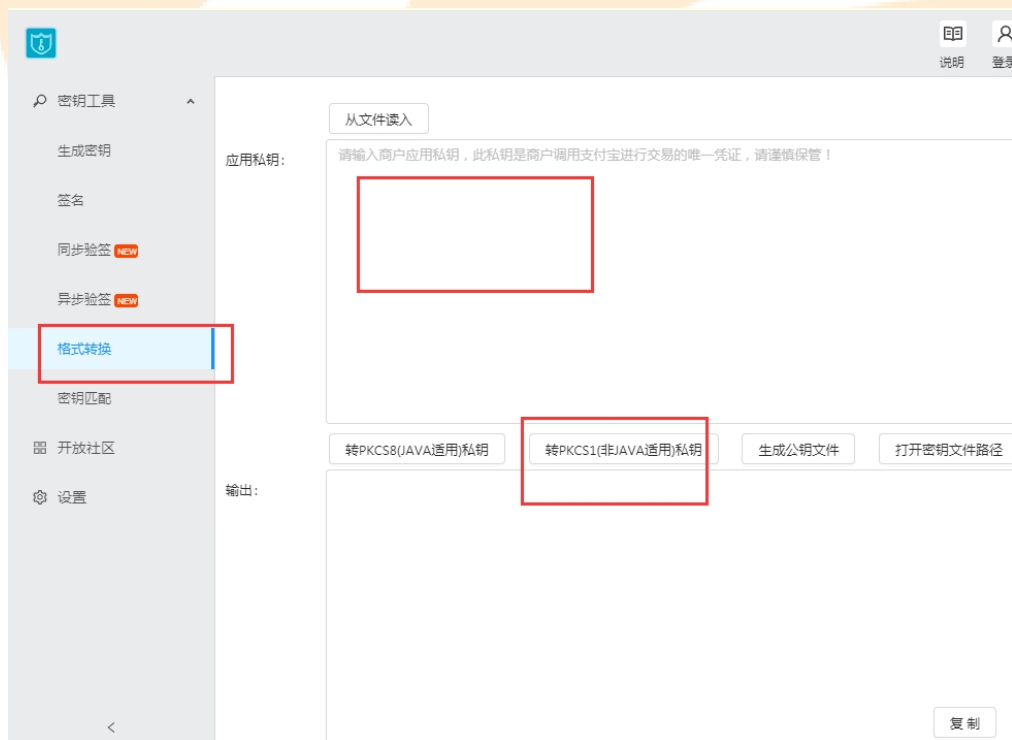 说明
密钥工具
生成密钥
签名
同步验签 NEW
异步验签 NEW
格式转换
密钥匹配
开放社区
设置
从文件读入
应用私钥:
请输入商户应用私钥，此私钥是商户调用支付宝进行交易的唯一凭证，请谨慎保管！
转PKCS8(JAVA适用)私钥
转PKCS1(非JAVA适用)私钥
生成公钥文件
打开密钥文件路径
输出:
复制